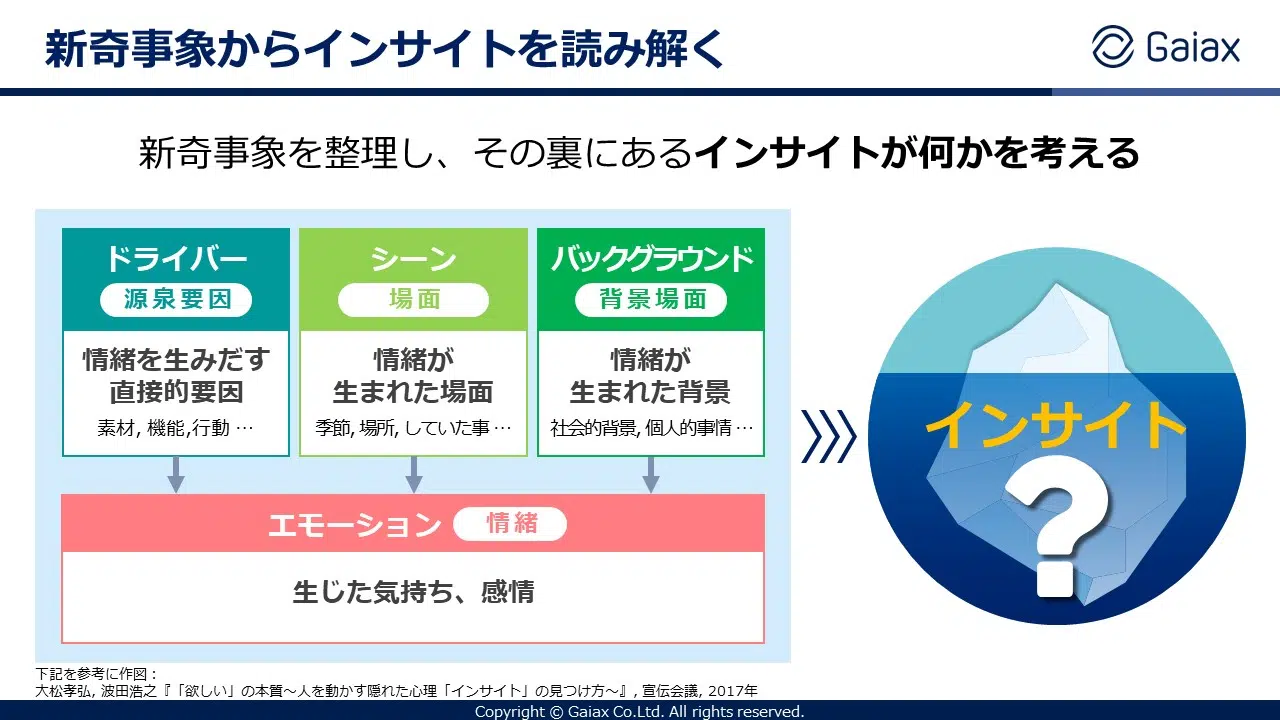 新奇事象からインサイトを読み解く
Gaiax
新奇事象を整理し、その裏にあるインサイトが何かを考える
ドライバー
源泉要因
情緒を生みだす
直接的要因
素材, 機能,行動 …
シーン
場面
情緒が
生まれた場面
季節, 場所, していた事 …
バックグラウンド
背景場面
情緒が
生まれた背景
社会的背景, 個人的事情 …
エモーション 情緒
生じた気持ち、感情
インサイト
?
下記を参考に作図：
大松孝弘, 波田浩之『「欲しい」の本質～人を動かす隠れた心理「インサイト」の見つけ方～』, 宣伝会議, 2017年
Copyright © Gaiax Co.Ltd. All rights reserved.